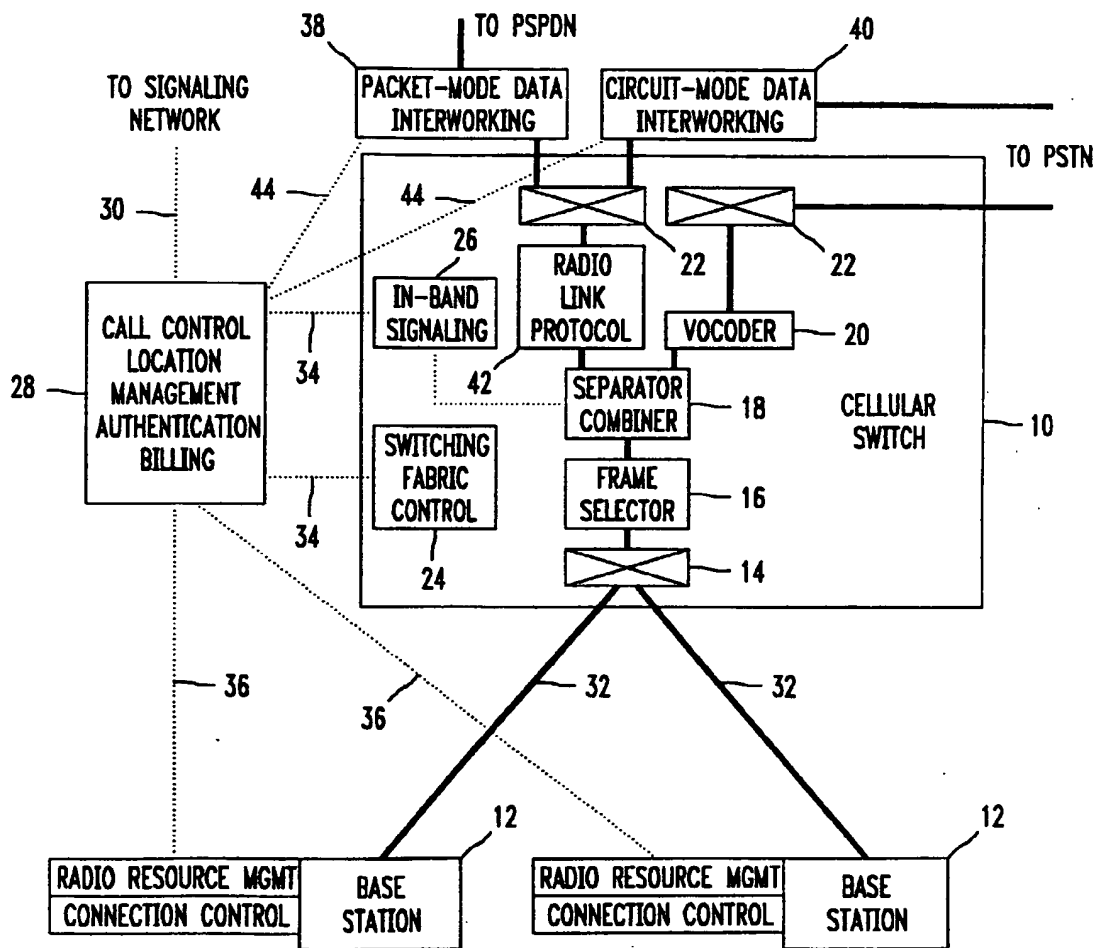 38
TO PSPDN
40
TO SIGNALING
NETWORK
PACKET-MODE DATA
INTERWORKING
CIRCUIT-MODE DATA
INTERWORKING
TO PSTN
44
44
30
26
22
22
IN-BAND
SIGNALING
RADIO
LINK
PROTOCOL
VOCODER
20
34
42
28
CALL CONTROL
LOCATION
MANAGEMENT
AUTHENTICATION
BILLING
SEPARATOR
COMBINER
18
CELLULAR
SWITCH
10
SWITCHING
FABRIC
CONTROL
FRAME
SELECTOR
16
34
24
14
36
36
32
32
12
12
RADIO RESOURCE MGMT
CONNECTION CONTROL
BASE
STATION
RADIO RESOURCE MGMT
CONNECTION CONTROL
BASE
STATION